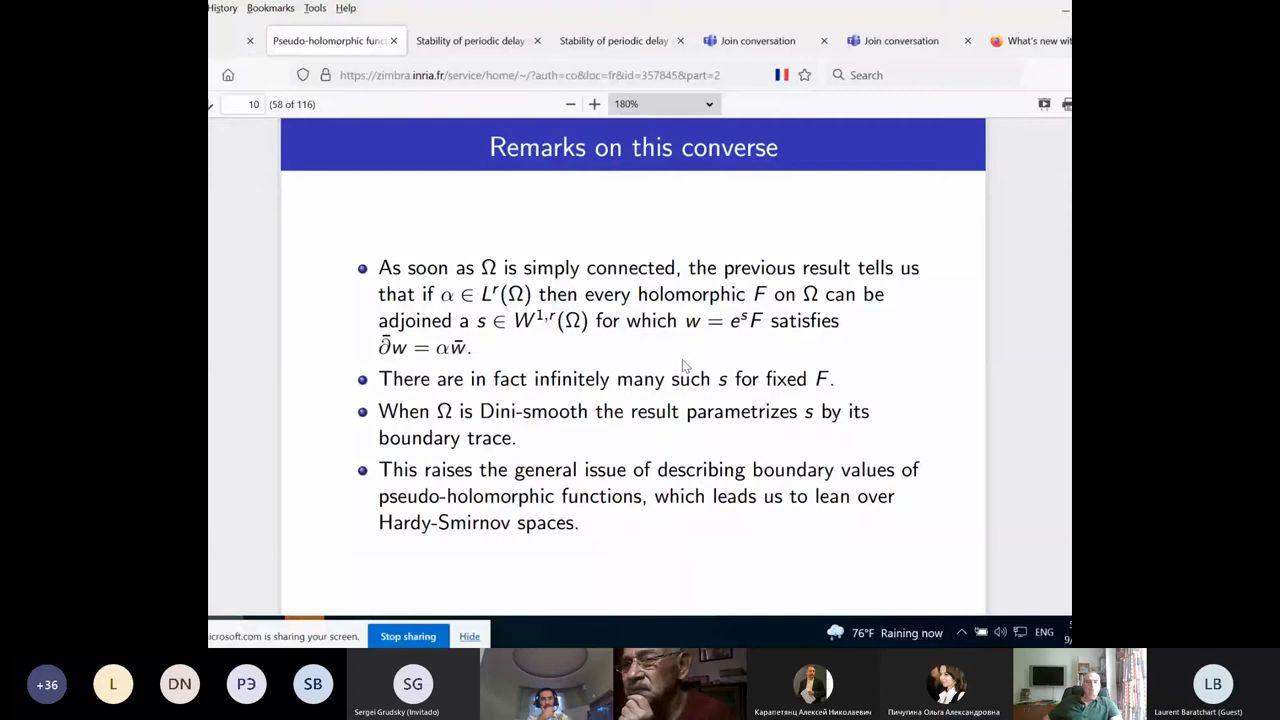 History Bookmarks Tools Help
Pseudo-holomorphic func × Stability of periodic delay × Stability of periodic delay × Join conversation × Join conversation × What's new wit
https://zimbra.inria.fr/service/home/~/?auth=co&loc=fr&id=357845&part=2 Search
10 (58 of 116) 180%
Remarks on this converse
As soon as Ω is simply connected, the previous result tells us
that if α ∈ Lʳ(Ω) then every holomorphic F on Ω can be
adjoined a s ∈ W¹,ʳ(Ω) for which w = eˢF satisfies
∂̄w = αw̄.
There are in fact infinitely many such s for fixed F.
When Ω is Dini-smooth the result parametrizes s by its
boundary trace.
This raises the general issue of describing boundary values of
pseudo-holomorphic functions, which leads us to lean over
Hardy-Smirnov spaces.
icrosoft.com is sharing your screen. Stop sharing Hide
76°F Raining now ENG
+36 L DN РЭ SB SG LB
Sergei Grudsky (Invitado) Карапетянц Алексей Николаевич Пичугина Ольга Александровна Laurent Baratchart (Guest)